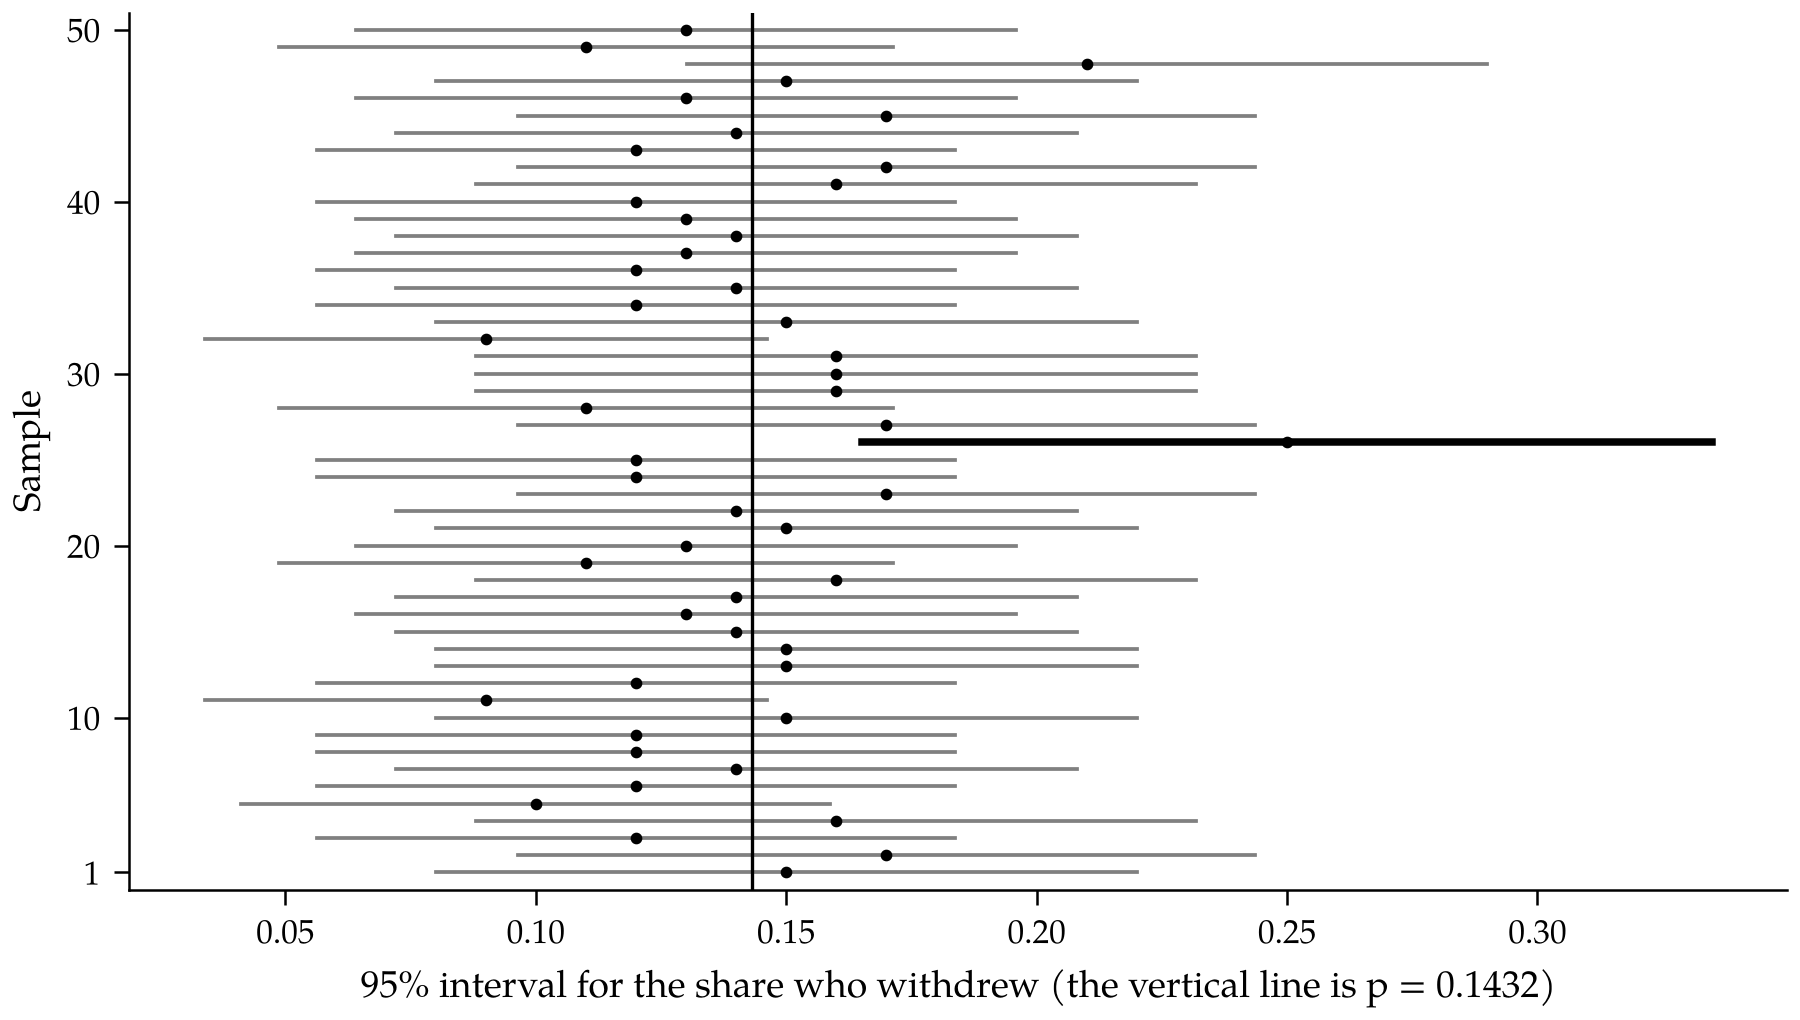 50
40
30
20
10
1
Sample
0.05 0.10 0.15 0.20 0.25 0.30
95% interval for the share who withdrew (the vertical line is p = 0.1432)